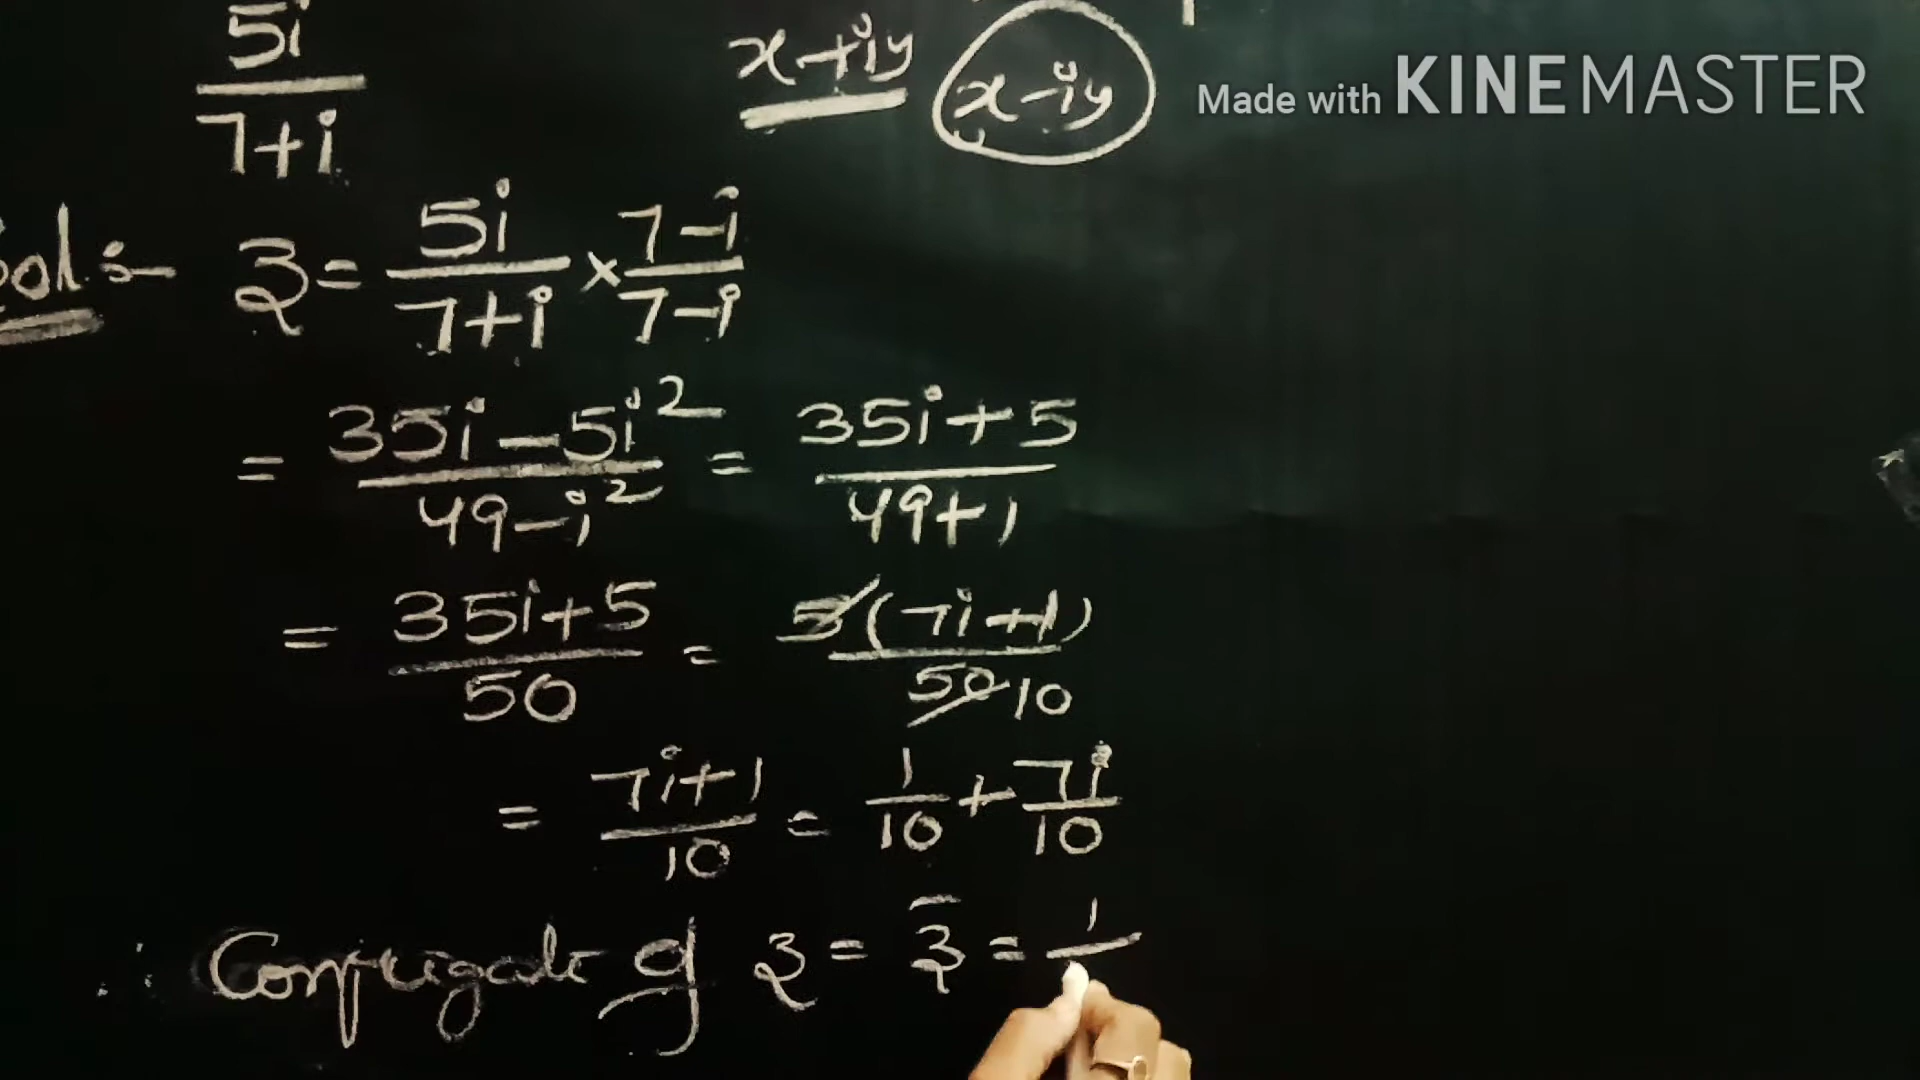 5i/7+i
x+iy x-iy
Made with KINEMASTER
Sol:- z = 5i/7+i × 7-i/7-i
= 35i-5i²/49-i² = 35i+5/49+1
= 35i+5/50 = 5(7i+1)/50 10
= 7i+1/10 = 1/10 + 7i/10
∴ Conjugate of z = z̄ = 1/